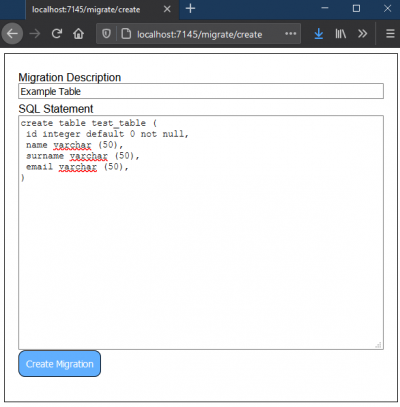 localhost:7145/migrate/create
localhost:7145/migrate/create
Migration Description
Example Table
SQL Statement
create table test_table (
 id integer default 0 not null,
 name varchar (50),
 surname varchar (50),
 email varchar (50),
)
Create Migration